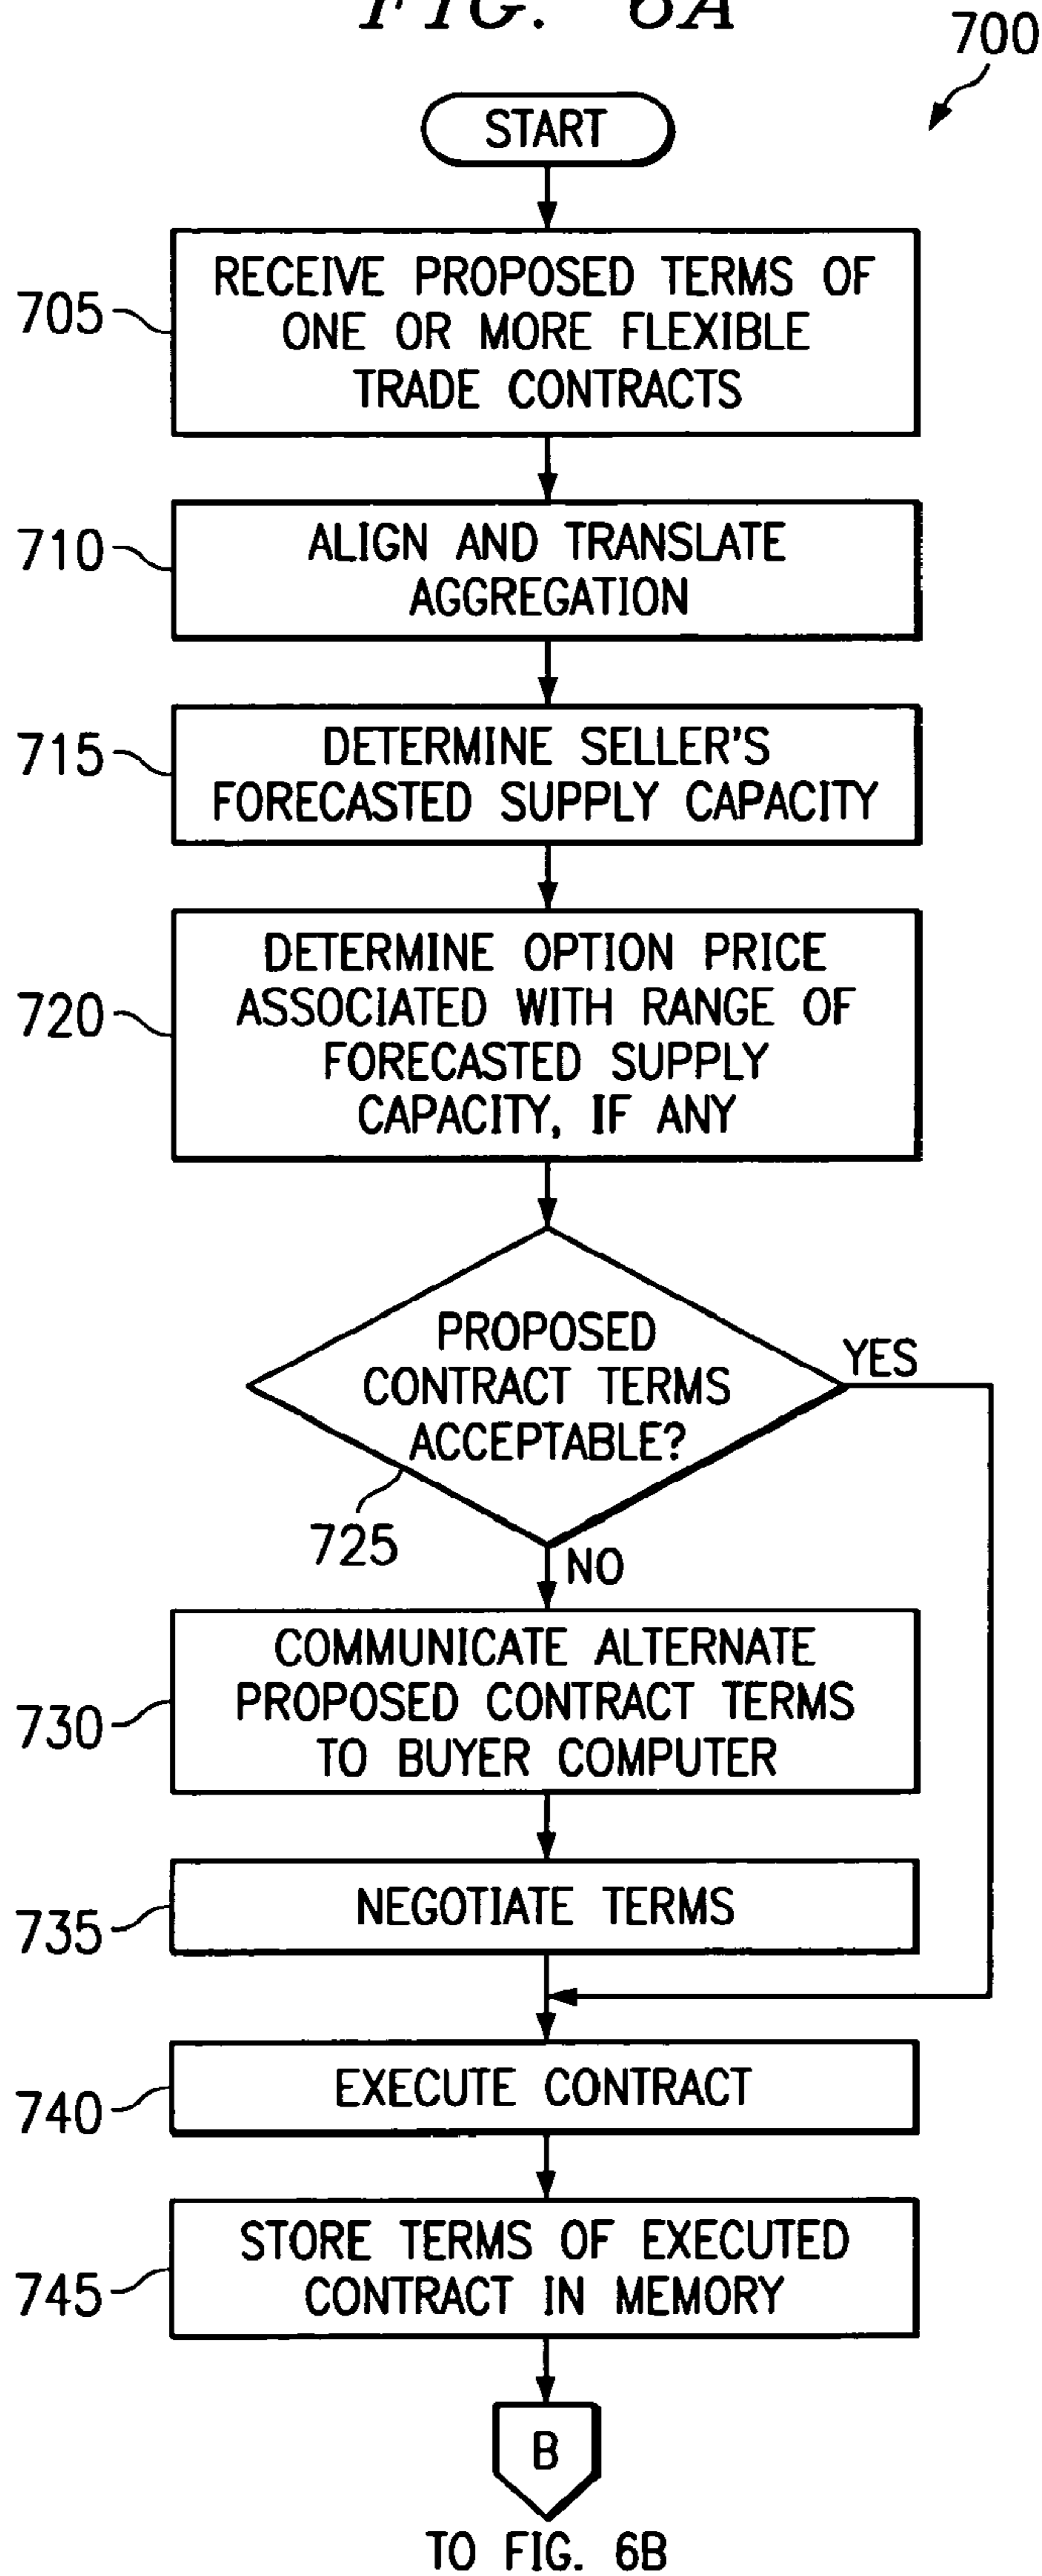 FIG. 6A
700
START
705
RECEIVE PROPOSED TERMS OF
ONE OR MORE FLEXIBLE
TRADE CONTRACTS
710
ALIGN AND TRANSLATE
AGGREGATION
715
DETERMINE SELLER'S
FORECASTED SUPPLY CAPACITY
720
DETERMINE OPTION PRICE
ASSOCIATED WITH RANGE OF
FORECASTED SUPPLY
CAPACITY, IF ANY
PROPOSED
CONTRACT TERMS
ACCEPTABLE?
YES
725
NO
730
COMMUNICATE ALTERNATE
PROPOSED CONTRACT TERMS
TO BUYER COMPUTER
735
NEGOTIATE TERMS
740
EXECUTE CONTRACT
745
STORE TERMS OF EXECUTED
CONTRACT IN MEMORY
B
TO FIG. 6B